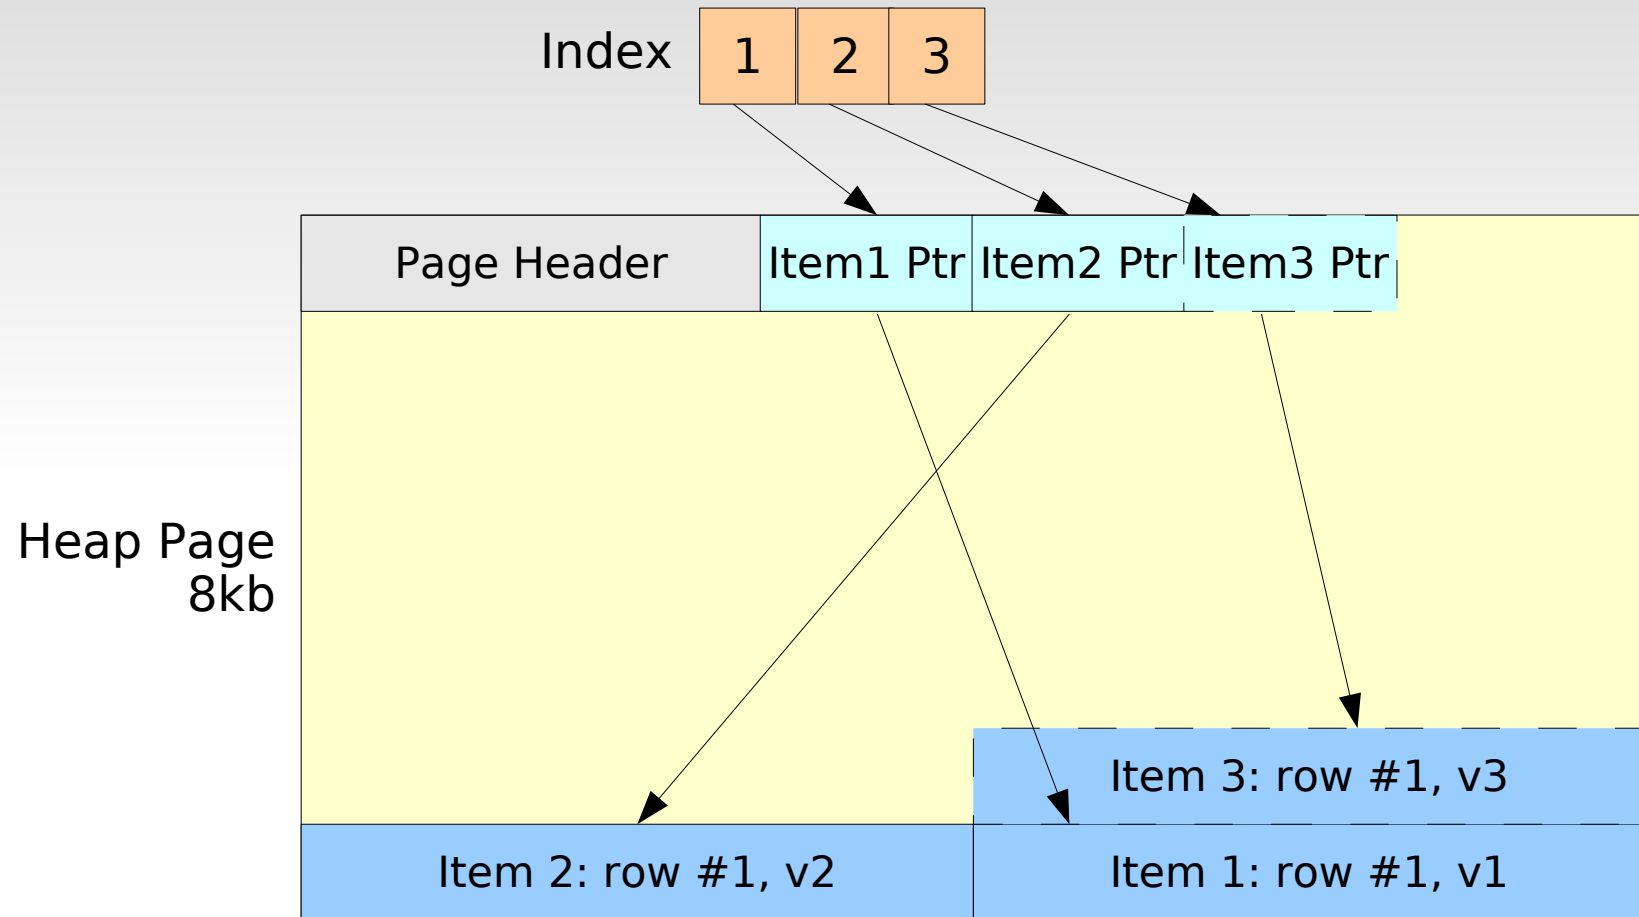 Index
1 2 3
Page Header Item1 Ptr Item2 Ptr Item3 Ptr
Heap Page
8kb
Item 3: row #1, v3
Item 2: row #1, v2 Item 1: row #1, v1